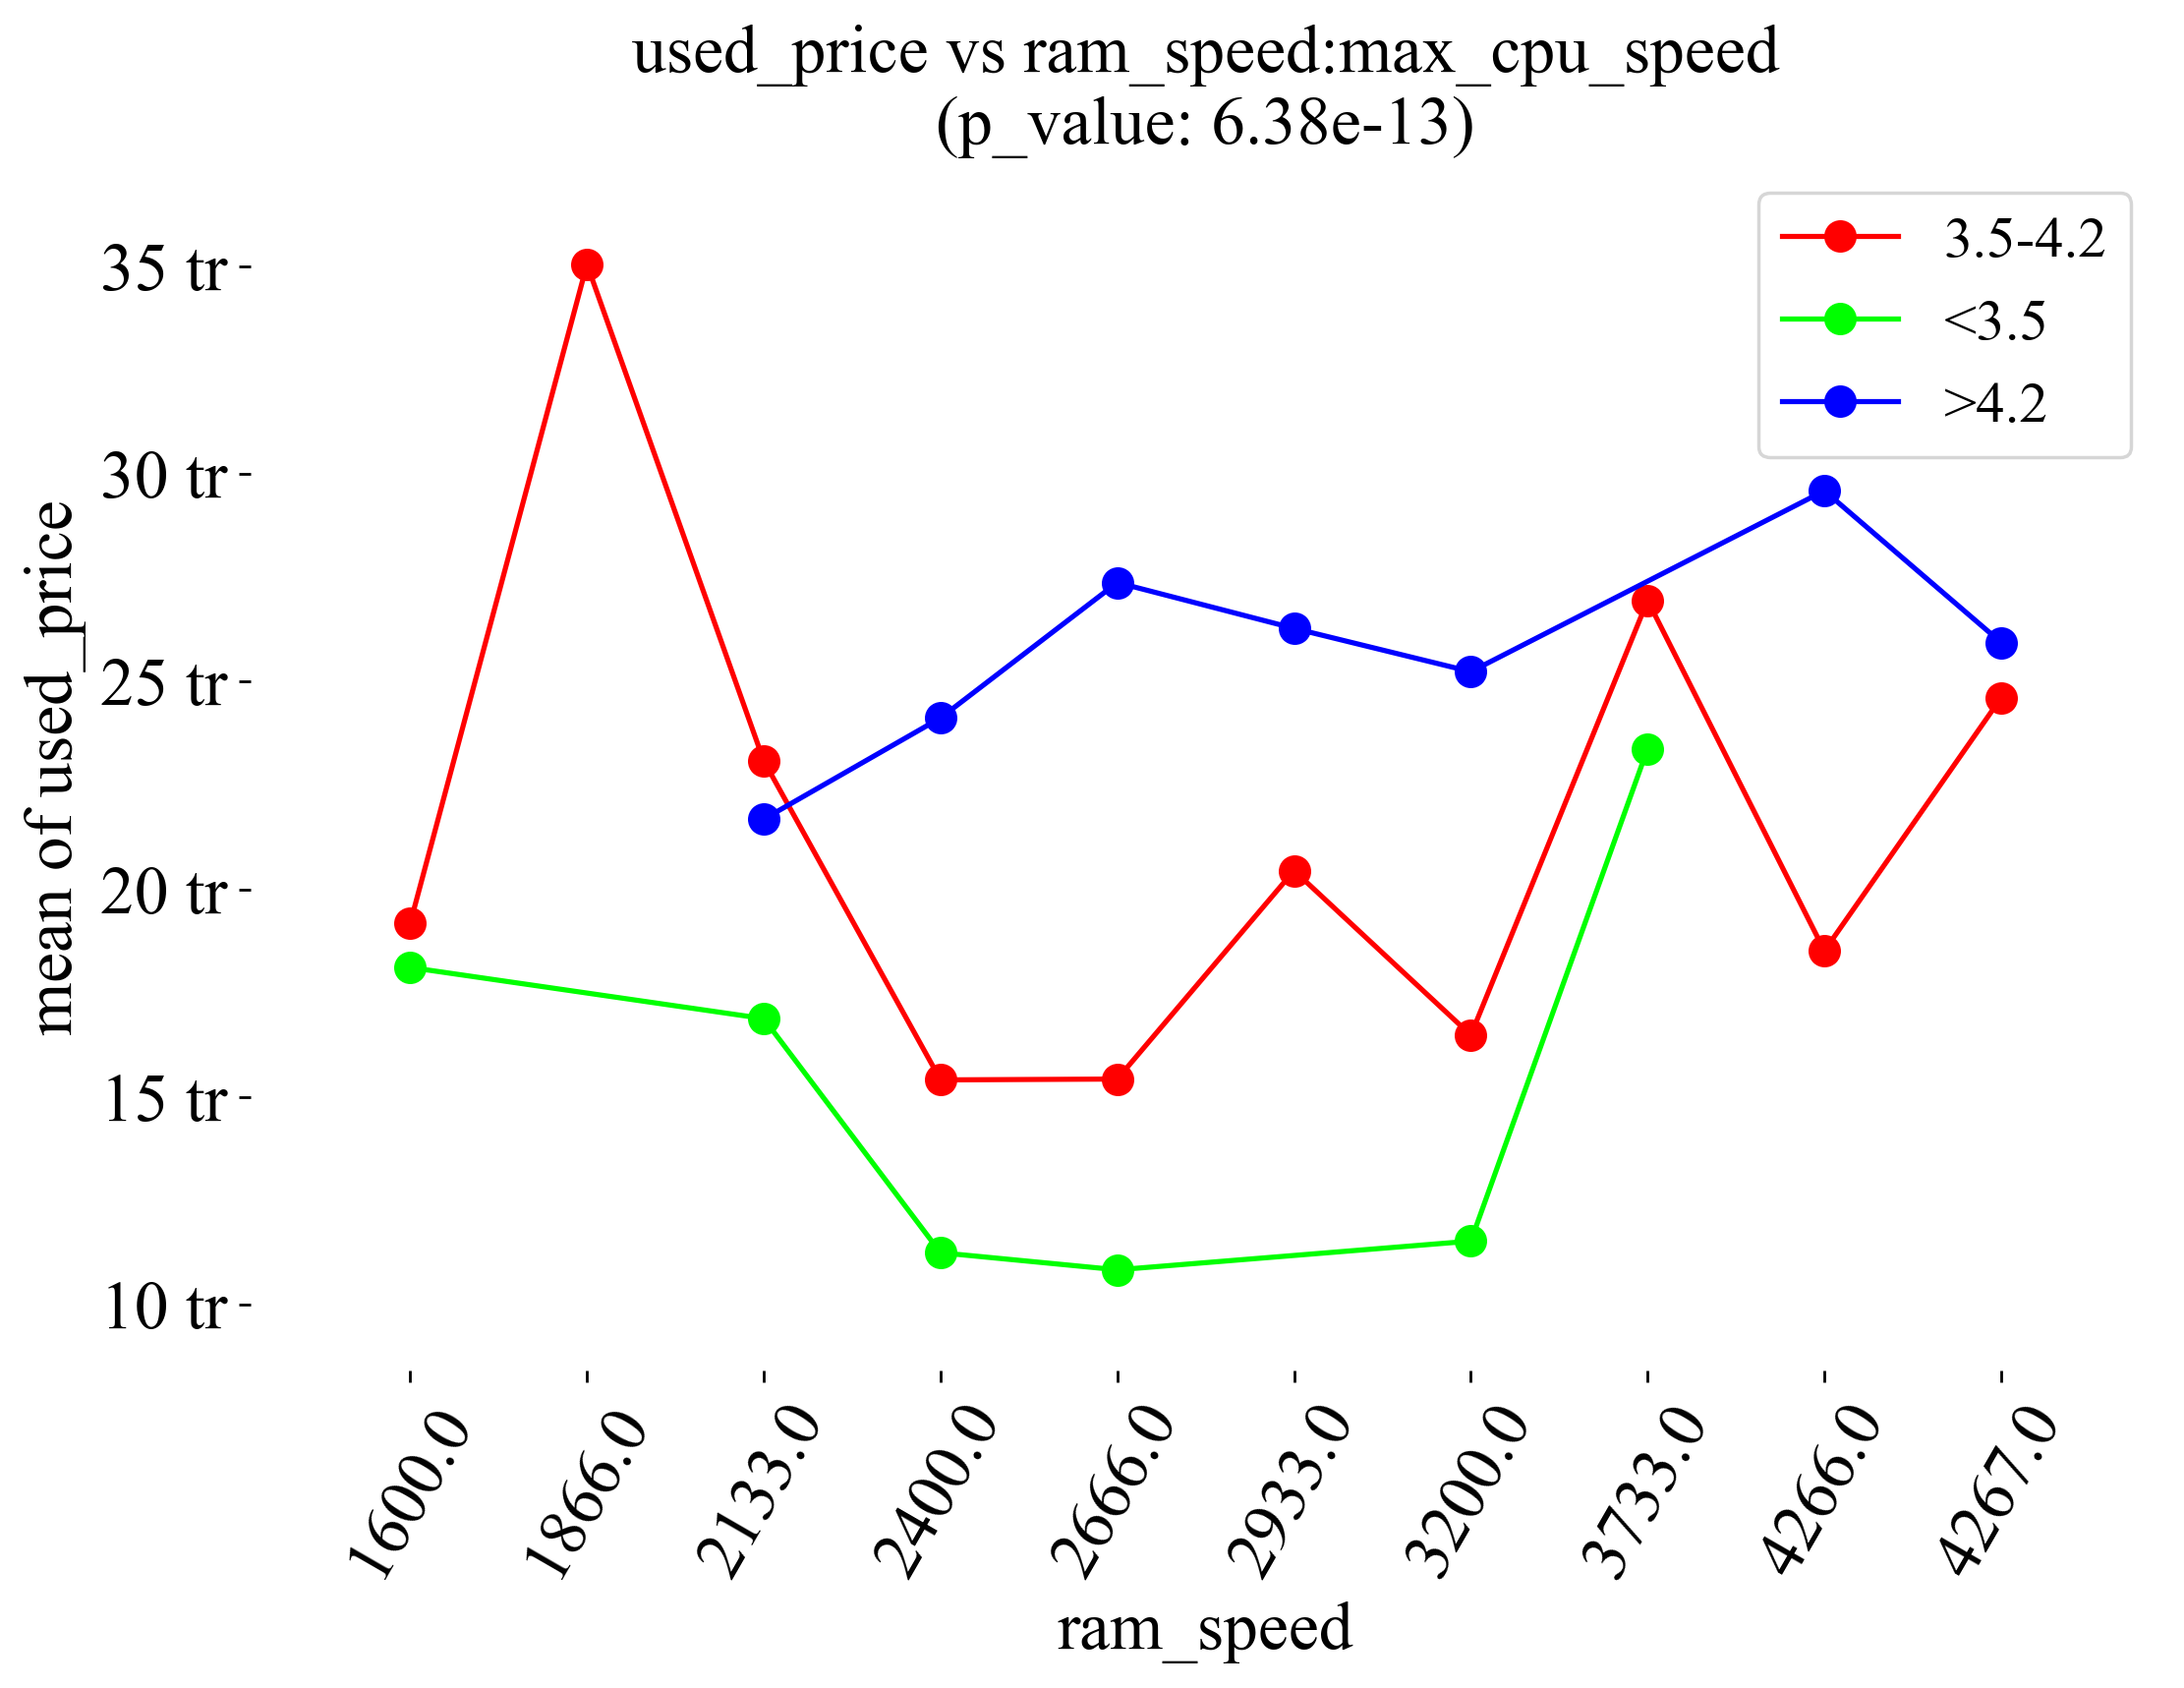 used_price vs ram_speed:max_cpu_speed
(p_value: 6.38e-13)
3.5-4.2
<3.5
>4.2
mean of used_price
35 tr
30 tr
25 tr
20 tr
15 tr
10 tr
1600.0
1866.0
2133.0
2400.0
2666.0
2933.0
3200.0
3733.0
4266.0
4267.0
ram_speed